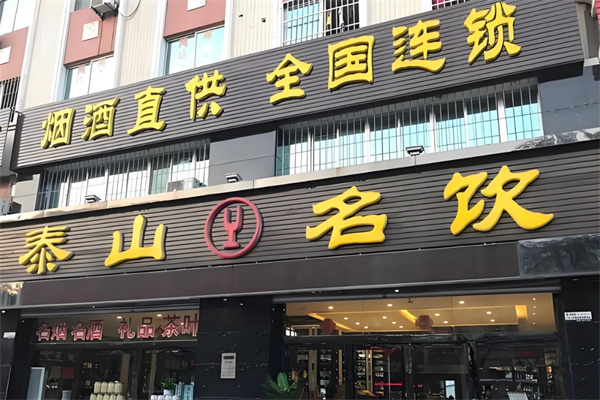 烟酒直供 全国连锁
泰山 名饮
名烟名酒 礼品茶叶